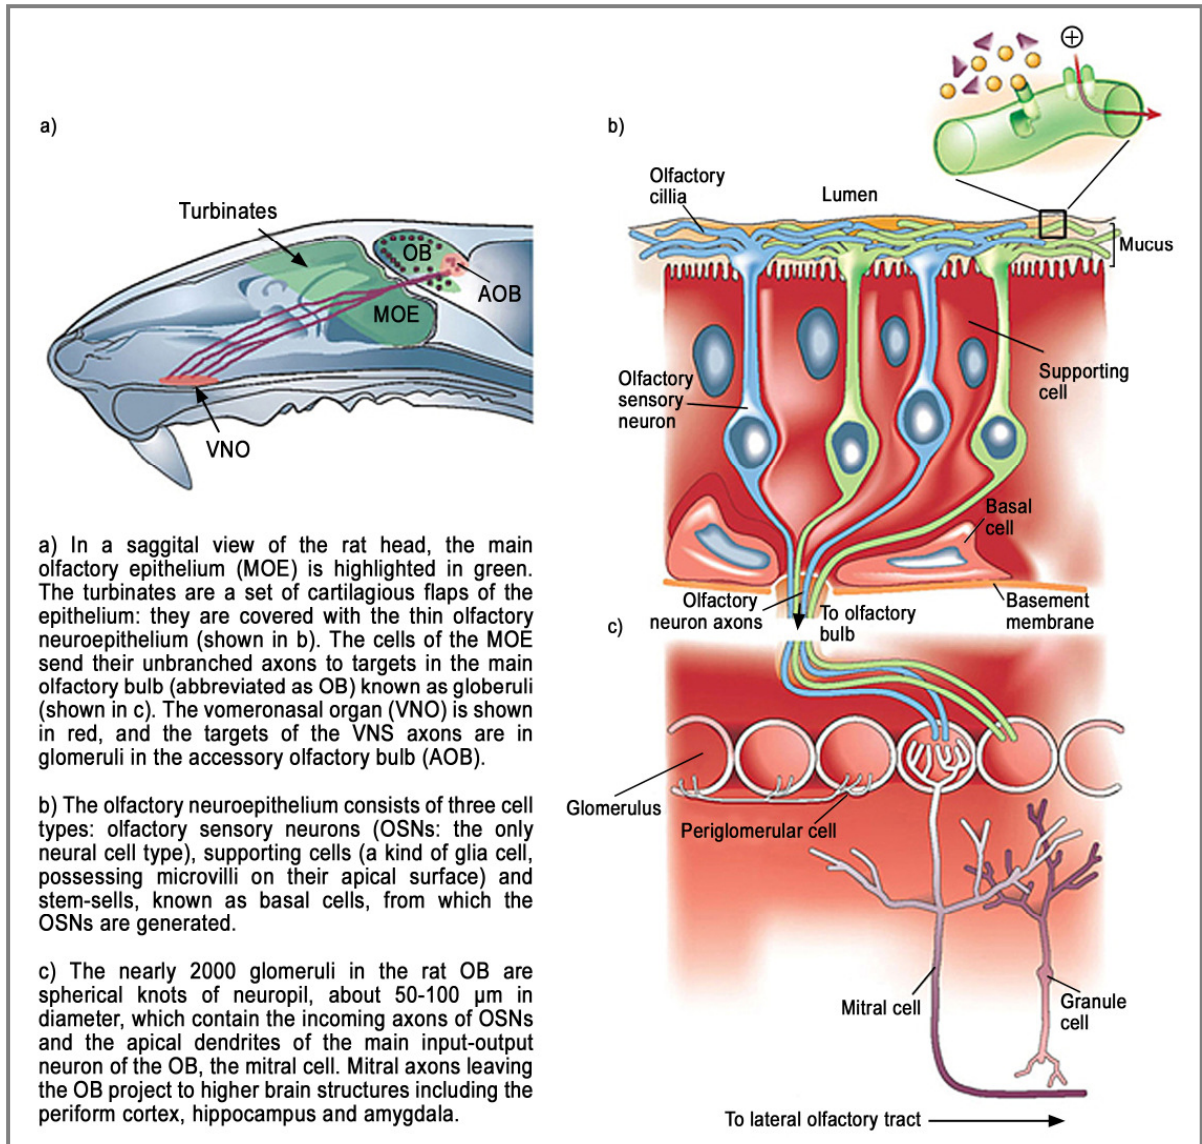 a)
Turbinates
OB
AOB
MOE
VNO
a) In a saggital view of the rat head, the main
olfactory epithelium (MOE) is highlighted in green.
The turbinates are a set of cartilagious flaps of the
epithelium: they are covered with the thin olfactory
neuroepithelium (shown in b). The cells of the MOE
send their unbranched axons to targets in the main
olfactory bulb (abbreviated as OB) known as globeruli
(shown in c). The vomeronasal organ (VNO) is shown
in red, and the targets of the VNS axons are in
glomeruli in the accessory olfactory bulb (AOB).
b) The olfactory neuroepithelium consists of three cell
types: olfactory sensory neurons (OSNs: the only
neural cell type), supporting cells (a kind of glia cell,
possessing microvilli on their apical surface) and
stem-sells, known as basal cells, from which the
OSNs are generated.
c) The nearly 2000 glomeruli in the rat OB are
spherical knots of neuropil, about 50-100 μm in
diameter, which contain the incoming axons of OSNs
and the apical dendrites of the main input-output
neuron of the OB, the mitral cell. Mitral axons leaving
the OB project to higher brain structures including the
periform cortex, hippocampus and amygdala.
b)
+
Olfactory
cillia
Lumen
Mucus
Olfactory
sensory
neuron
Supporting
cell
Basal
cell
Olfactory
neuron axons
To olfactory
bulb
Basement
membrane
c)
Glomerulus
Periglomerular cell
Mitral cell
Granule
cell
To lateral olfactory tract